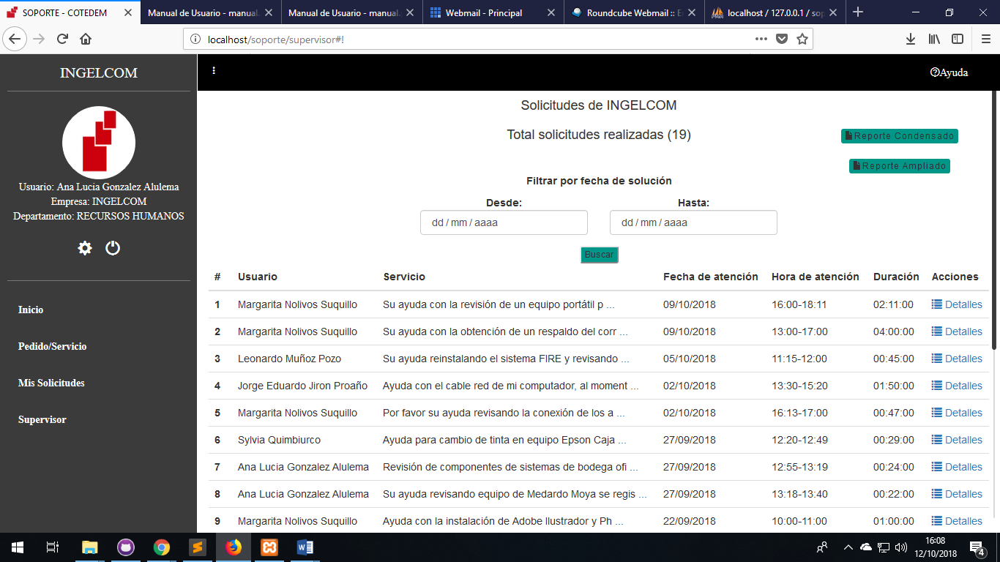 SOPORTE - COTEDEM
Manual de Usuario - manual.
Manual de Usuario - manual.
Webmail - Principal
Roundcube Webmail :: E
localhost / 127.0.0.1 / sop
localhost/soporte/supervisor#!
INGELCOM
Ayuda
Usuario: Ana Lucia Gonzalez Alulema
Empresa: INGELCOM
Departamento: RECURSOS HUMANOS
Inicio
Pedido/Servicio
Mis Solicitudes
Supervisor
Solicitudes de INGELCOM
Total solicitudes realizadas (19)
Reporte Condensado
Reporte Ampliado
Filtrar por fecha de solución
Desde: Hasta:
dd / mm / aaaa dd / mm / aaaa
Buscar
# Usuario Servicio Fecha de atención Hora de atención Duración Acciones
1 Margarita Nolivos Suquillo Su ayuda con la revisión de un equipo portátil p ... 09/10/2018 16:00-18:11 02:11:00 Detalles
2 Margarita Nolivos Suquillo Su ayuda con la obtención de un respaldo del corr ... 09/10/2018 13:00-17:00 04:00:00 Detalles
3 Leonardo Muñoz Pozo Su ayuda reinstalando el sistema FIRE y revisando ... 05/10/2018 11:15-12:00 00:45:00 Detalles
4 Jorge Eduardo Jiron Proaño Ayuda con el cable red de mi computador, al moment ... 02/10/2018 13:30-15:20 01:50:00 Detalles
5 Margarita Nolivos Suquillo Por favor su ayuda revisando la conexión de los a ... 02/10/2018 16:13-17:00 00:47:00 Detalles
6 Sylvia Quimbiurco Ayuda para cambio de tinta en equipo Epson Caja ... 27/09/2018 12:20-12:49 00:29:00 Detalles
7 Ana Lucia Gonzalez Alulema Revisión de componentes de sistemas de bodega ofi ... 27/09/2018 12:55-13:19 00:24:00 Detalles
8 Ana Lucia Gonzalez Alulema Su ayuda revisando equipo de Medardo Moya se regis ... 27/09/2018 13:18-13:40 00:22:00 Detalles
9 Margarita Nolivos Suquillo Ayuda con la instalación de Adobe Ilustrador y Ph ... 22/09/2018 10:00-11:00 01:00:00 Detalles
16:08
12/10/2018
4